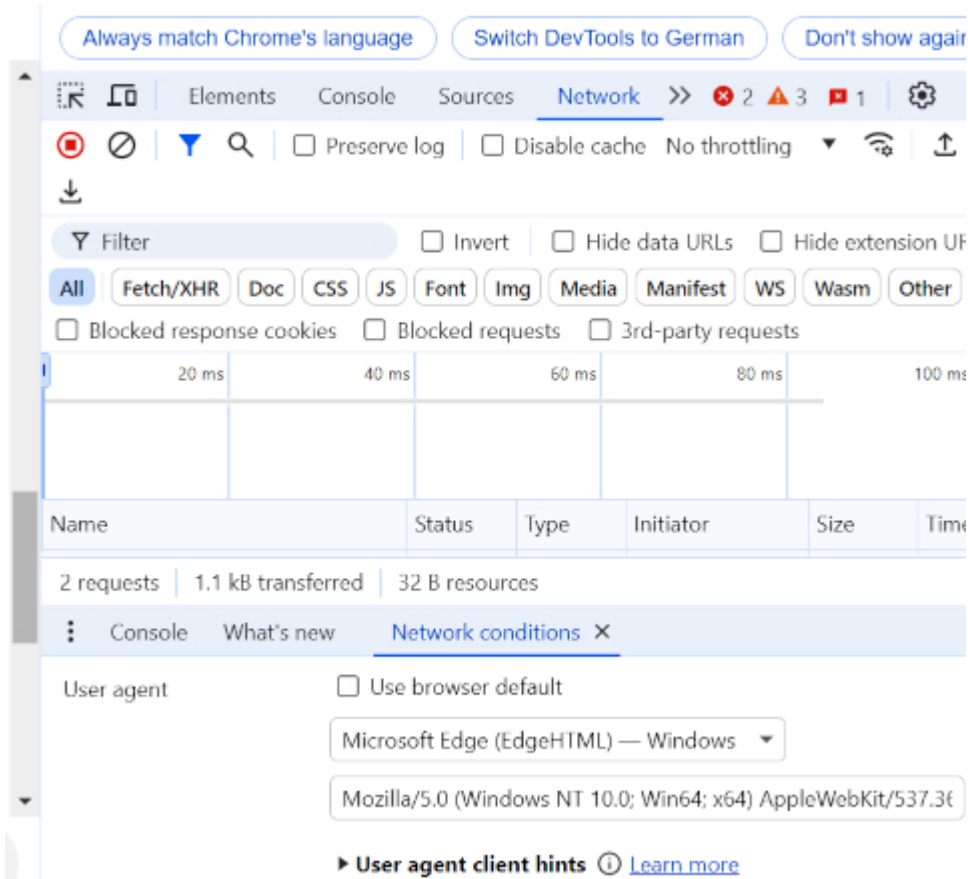 Always match Chrome's language Switch DevTools to German Don't show again
Elements Console Sources Network 2 3 1
Preserve log Disable cache No throttling
Filter Invert Hide data URLs Hide extension UR
All Fetch/XHR Doc CSS JS Font Img Media Manifest WS Wasm Other
Blocked response cookies Blocked requests 3rd-party requests
20 ms 40 ms 60 ms 80 ms 100 ms
Name Status Type Initiator Size Time
2 requests 1.1 kB transferred 32 B resources
Console What's new Network conditions
User agent Use browser default
Microsoft Edge (EdgeHTML) — Windows
Mozilla/5.0 (Windows NT 10.0; Win64; x64) AppleWebKit/537.36
User agent client hints Learn more